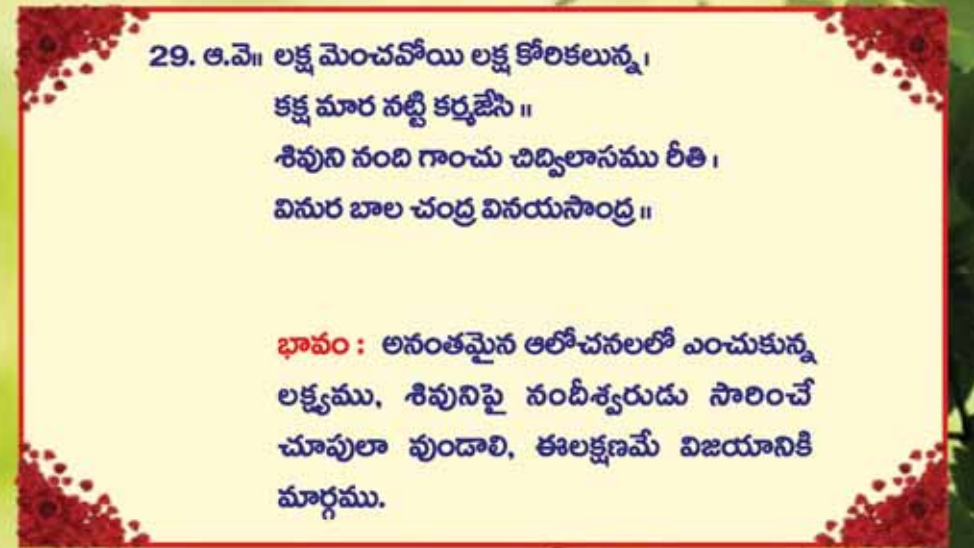 29. ఆ.వె॥ లక్ష మెంచవోయి లక్ష కోరికలున్న।
కక్ష మార నట్టి కర్మజేసి॥
శివుని నంది గాంచు చిద్విలాసము రీతి।
వినుర బాల చంద్ర వినయసాంద్ర॥
భావం : అనంతమైన ఆలోచనలలో ఎంచుకున్న
లక్ష్యము, శివునిపై నందీశ్వరుడు సారించే
చూపులా వుండాలి, ఈలక్షణమే విజయానికి
మార్గము.